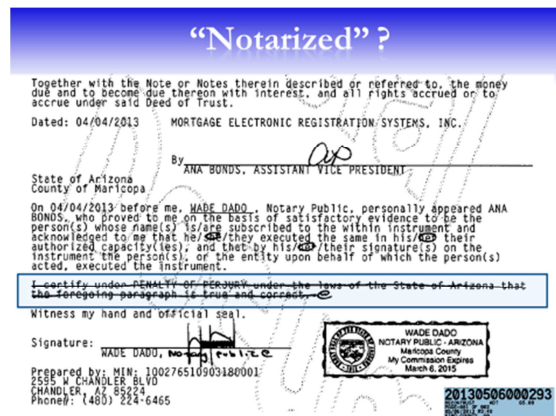 “Notarized” ?
Together with the Note or Notes therein described or referred to, the money
due and to become due thereon with interest, and all rights accrued or to
accrue under said Deed of Trust.
Dated: 04/04/2013 MORTGAGE ELECTRONIC REGISTRATION SYSTEMS, INC.
By
ANA BONDS, ASSISTANT VICE PRESIDENT
State of Arizona
County of Maricopa
On 04/04/2013 before me, WADE DADO , Notary Public, personally appeared ANA
BONDS, who proved to me on the basis of satisfactory evidence to be the
person(s) whose name(s) is/are subscribed to the within instrument and
acknowledged to me that he/she/they executed the same in his/her their
authorized capacity(ies), and that by his/her/their signature(s) on the
instrument the person(s), or the entity upon behalf of which the person(s)
acted, executed the instrument.
I certify under PENALTY OF PERJURY under the laws of the State of Arizona that
the foregoing paragraph is true and correct.
Witness my hand and official seal.
Signature:
WADE DADO, Notary Public
WADE DADO
NOTARY PUBLIC - ARIZONA
Maricopa County
My Commission Expires
March 6, 2015
Prepared by: MIN: 100276510903180001
2595 W CHANDLER BLVD
CHANDLER, AZ 85224
Phone#: (480) 224-6465
20130506000293